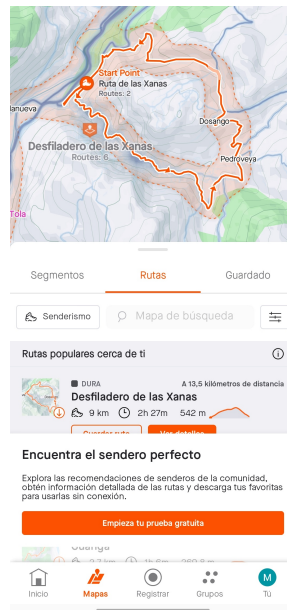 Start Point
Ruta de las Xanas
Routes: 2
lanueva
Dosango
Desfiladero de las Xanas
Routes: 6
Pedroveya
Tola
Segmentos
Rutas
Guardado
Senderismo
Mapa de búsqueda
Rutas populares cerca de ti
DURA
A 13,5 kilómetros de distancia
Desfiladero de las Xanas
9 km
2h 27m
542 m
Guardar ruta
Ver detalles
Encuentra el sendero perfecto
Explora las recomendaciones de senderos de la comunidad,
obtén información detallada de las rutas y descarga tus favoritas
para usarlas sin conexión.
Empieza tu prueba gratuita
Inicio
Mapas
Registrar
Grupos
M
Tú